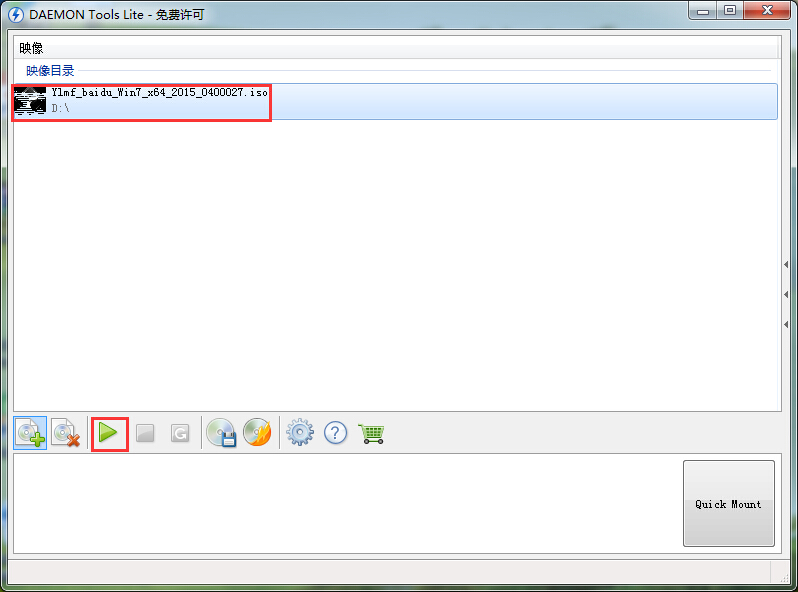 DAEMON Tools Lite - 免费许可
映像
映像目录
Ylmf_baidu_Win7_x64_2015_0400027.iso
D:\
G
?
Quick Mount